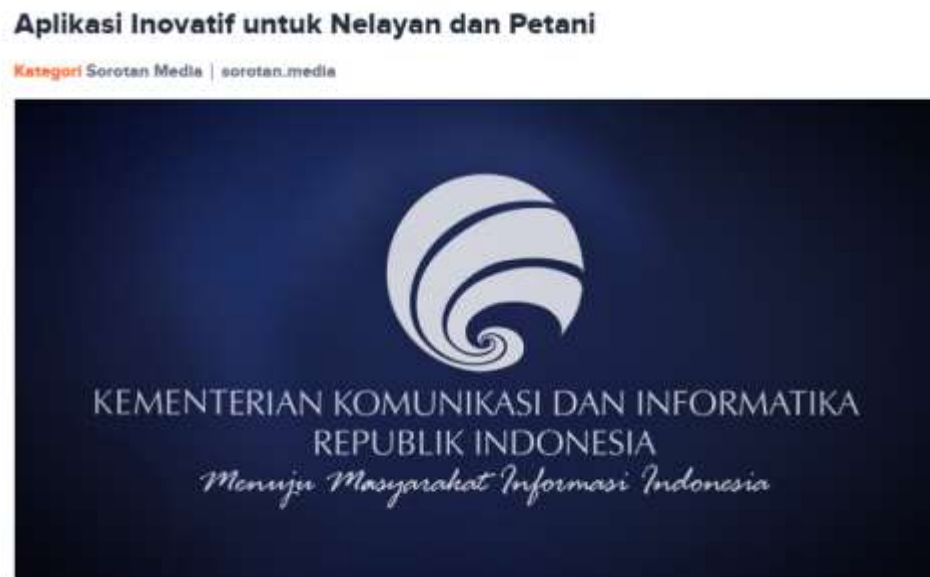 Aplikasi Inovatif untuk Nelayan dan Petani
Kategori Sorotan Media | sorotan.media
KEMENTERIAN KOMUNIKASI DAN INFORMATIKA
REPUBLIK INDONESIA
Menuju Masyarakat Informasi Indonesia